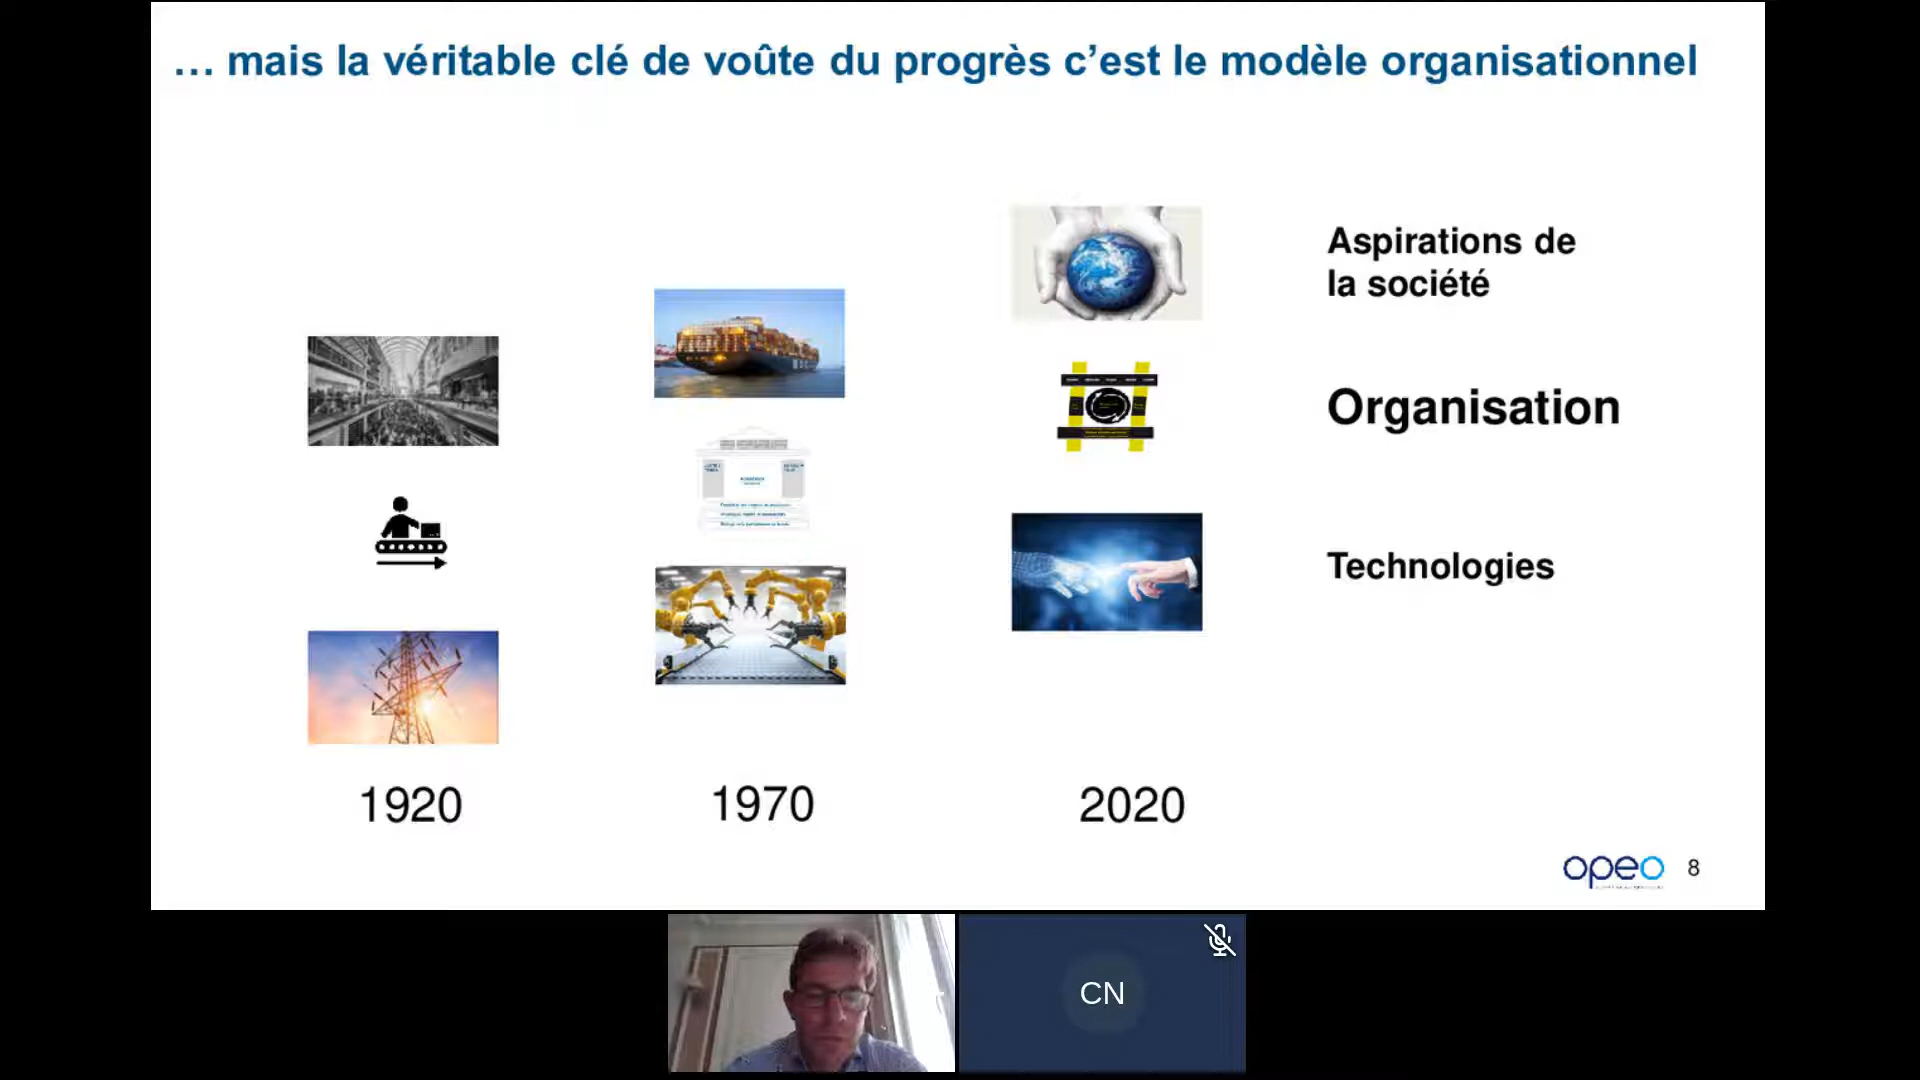 … mais la véritable clé de voûte du progrès c’est le modèle organisationnel
Aspirations de
la société
Organisation
Technologies
1920
1970
2020
opeo
8
CN